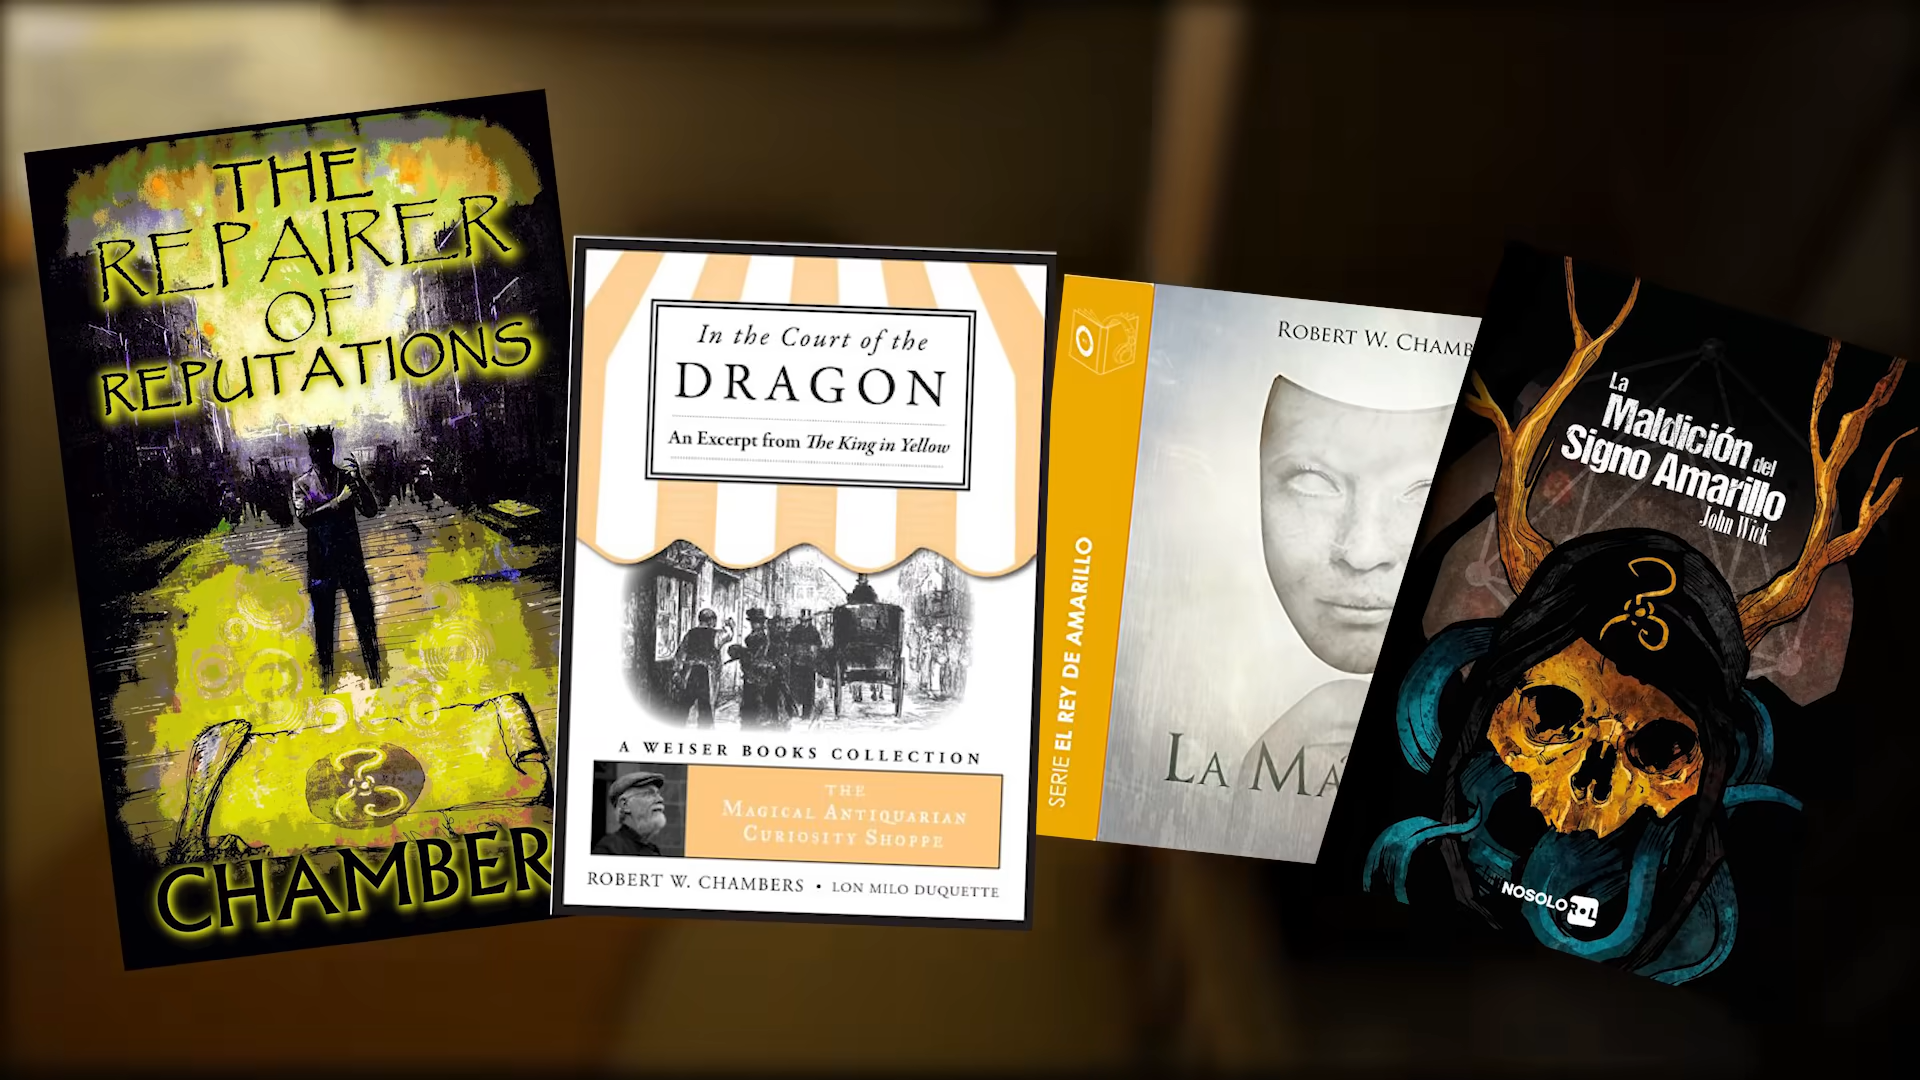 THE
REPAIRER
OF
REPUTATIONS
CHAMBER
In the Court of the
DRAGON
An Excerpt from The King in Yellow
A WEISER BOOKS COLLECTION
THE
MAGICAL ANTIQUARIAN
CURIOSITY SHOPPE
ROBERT W. CHAMBERS • LON MILO DUQUETTE
SERIE EL REY DE AMARILLO
ROBERT W. CHAMB
LA MA
La
Maldición del
Signo Amarillo
John Wick
NOSOLOROL